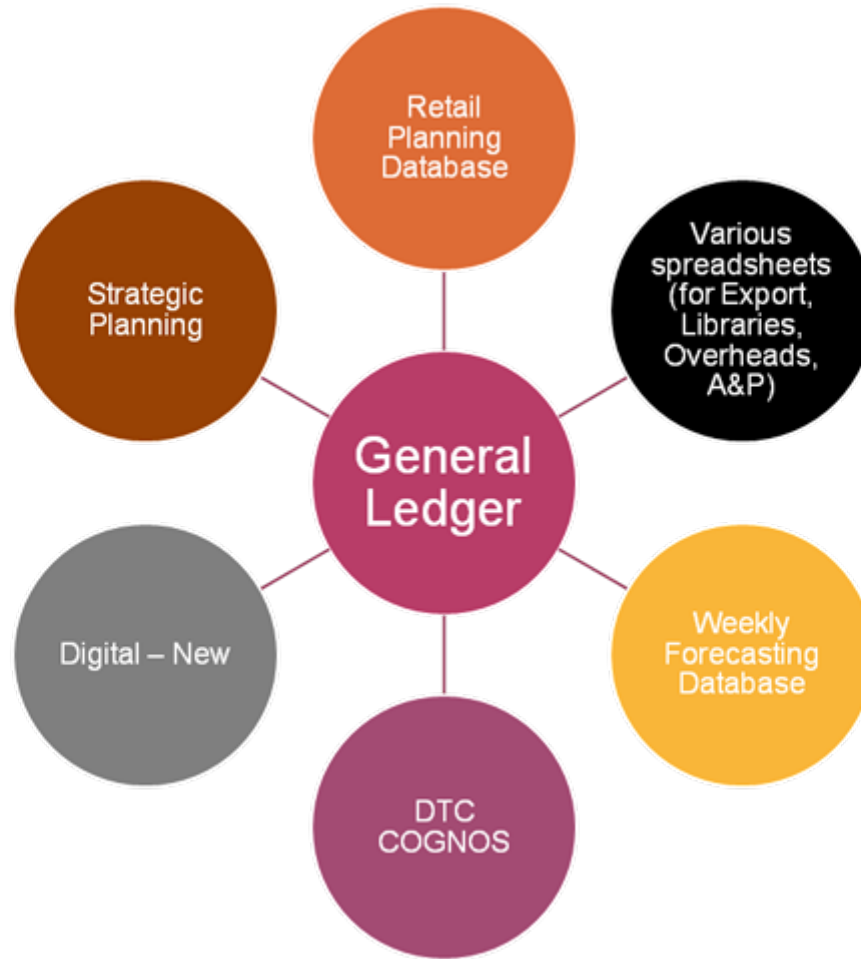 Retail
Planning
Database
Various
spreadsheets
(for Export,
Libraries,
Overheads,
A&P)
Strategic
Planning
General
Ledger
Digital – New
Weekly
Forecasting
Database
DTC
COGNOS